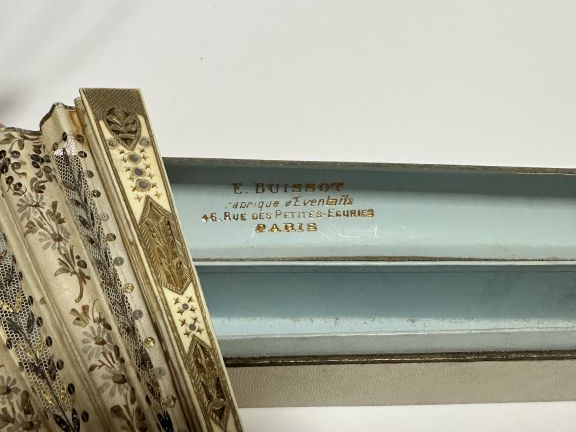 E. BUISSOT
Fabrique d'Eventails
46, RUE DES PETITES-ECURIES
PARIS